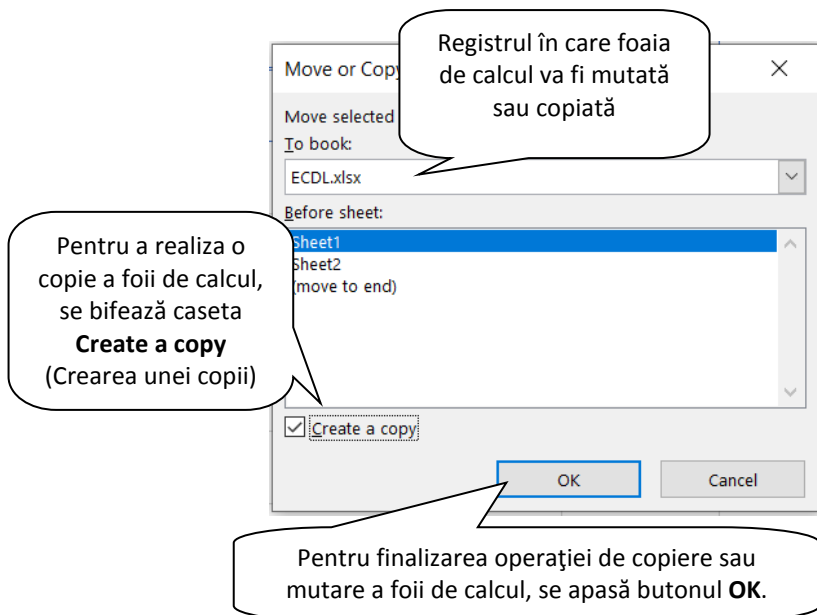 Registrul în care foaia
de calcul va fi mutată
sau copiată
Move or Copy
Move selected
To book:
ECDL.xlsx
Before sheet:
Sheet1
Sheet2
(move to end)
Pentru a realiza o
copie a foii de calcul,
se bifează caseta
Create a copy
(Crearea unei copii)
Create a copy
OK
Cancel
Pentru finalizarea operaţiei de copiere sau
mutare a foii de calcul, se apasă butonul OK.